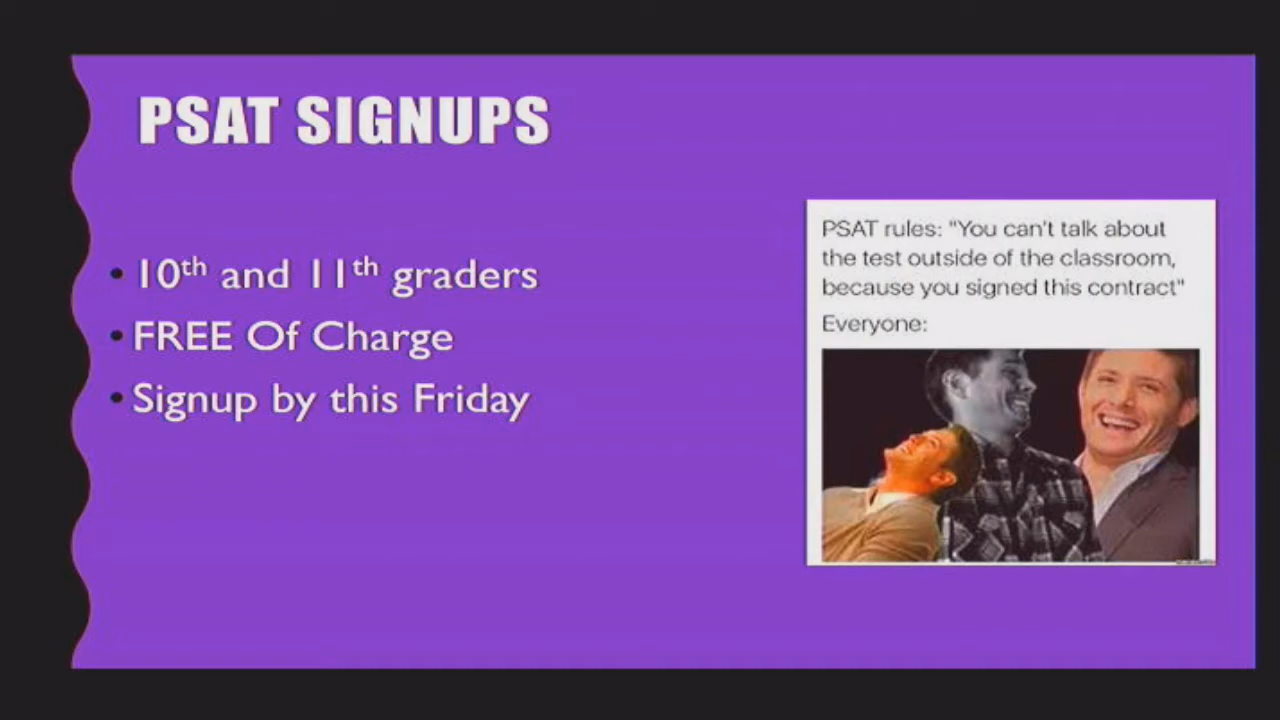 PSAT SIGNUPS
• 10th and 11th graders
• FREE Of Charge
• Signup by this Friday
PSAT rules: "You can't talk about
the test outside of the classroom,
because you signed this contract"
Everyone: